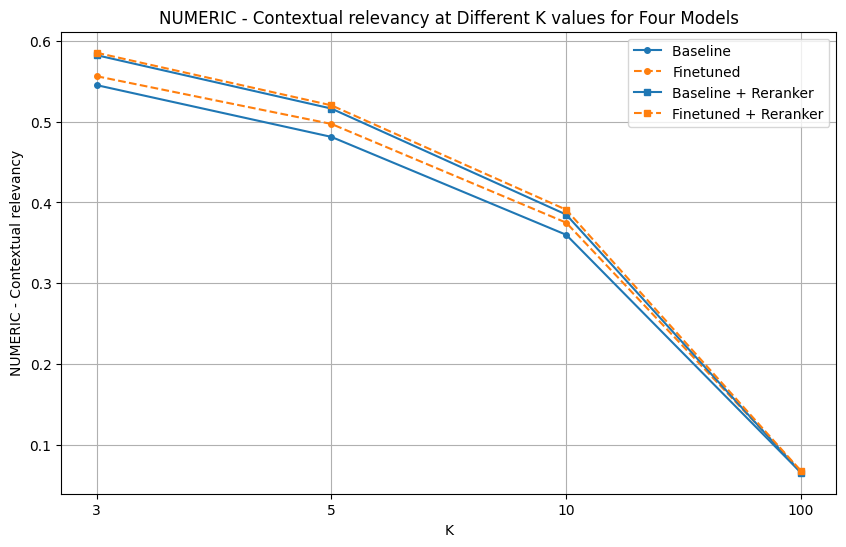 NUMERIC - Contextual relevancy at Different K values for Four Models
Baseline
Finetuned
Baseline + Reranker
Finetuned + Reranker
NUMERIC - Contextual relevancy
0.6
0.5
0.4
0.3
0.2
0.1
3
5
10
100
K